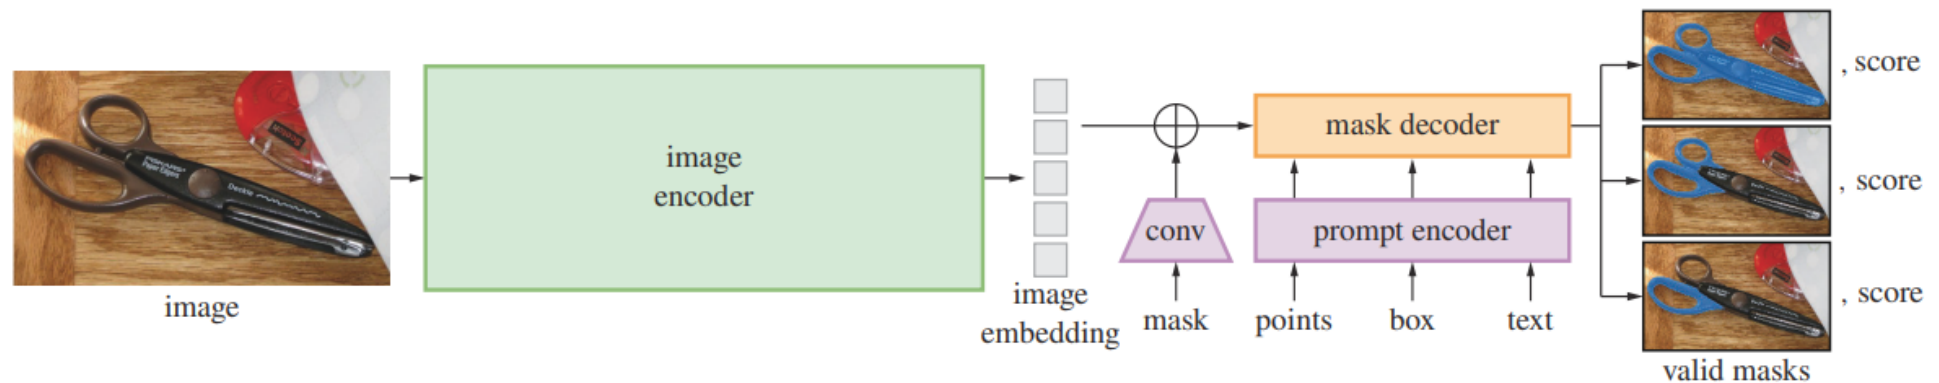 image
image
encoder
image
embedding
conv
mask
mask decoder
prompt encoder
points
box
text
, score
, score
, score
valid masks